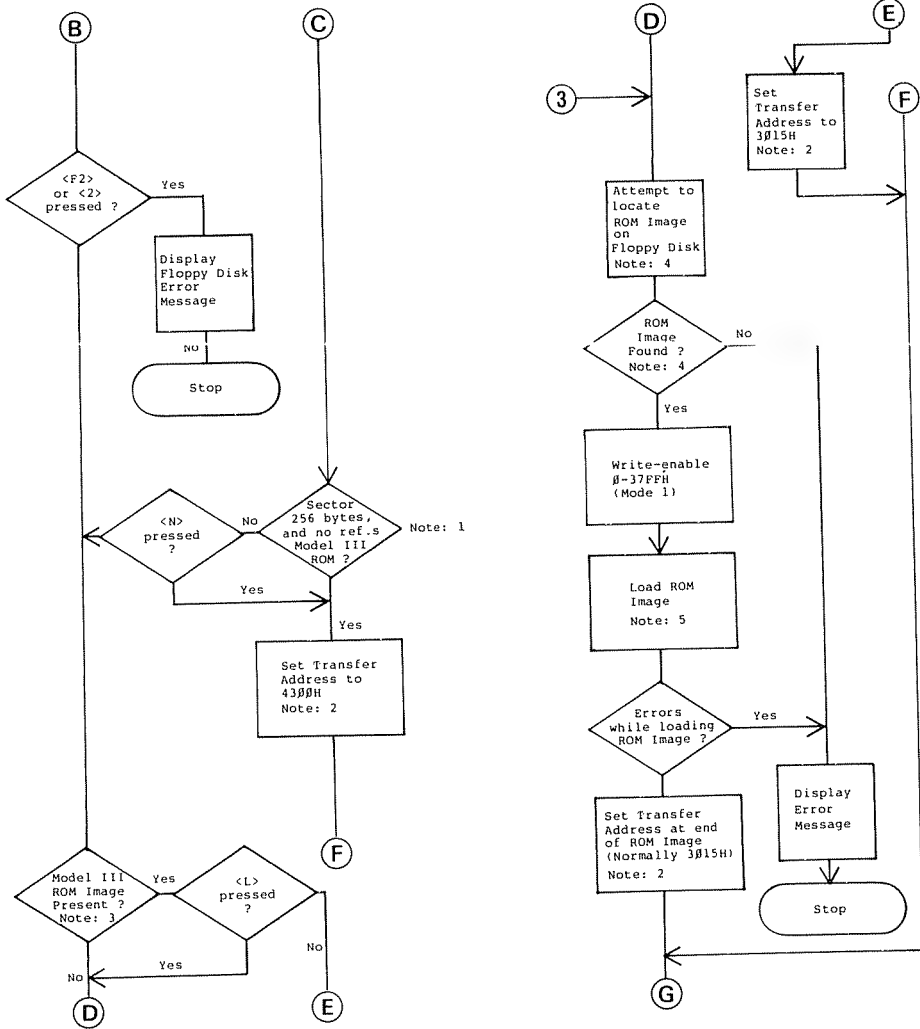 B
<F2>
or <2>
pressed ?
Yes
Display
Floppy Disk
Error
Message
No
Stop
C
Sector
256 bytes,
and no ref.s
Model III
ROM ?
Note: 1
No
<N>
pressed
?
Yes
Yes
Set Transfer
Address to
43ØØH
Note: 2
F
Model III
ROM Image
Present ?
Note: 3
Yes
<L>
pressed
?
No
Yes
No
D
E
D
3
Attempt to
locate
ROM Image
on
Floppy Disk
Note: 4
ROM
Image
Found ?
Note: 4
No
Yes
Write-enable
Ø-37FFH
(Mode 1)
Load ROM
Image
Note: 5
Errors
while loading
ROM Image ?
Yes
Set Transfer
Address at end
of ROM Image
(Normally 3Ø15H)
Note: 2
Display
Error
Message
Stop
G
E
Set
Transfer
Address to
3Ø15H
Note: 2
F